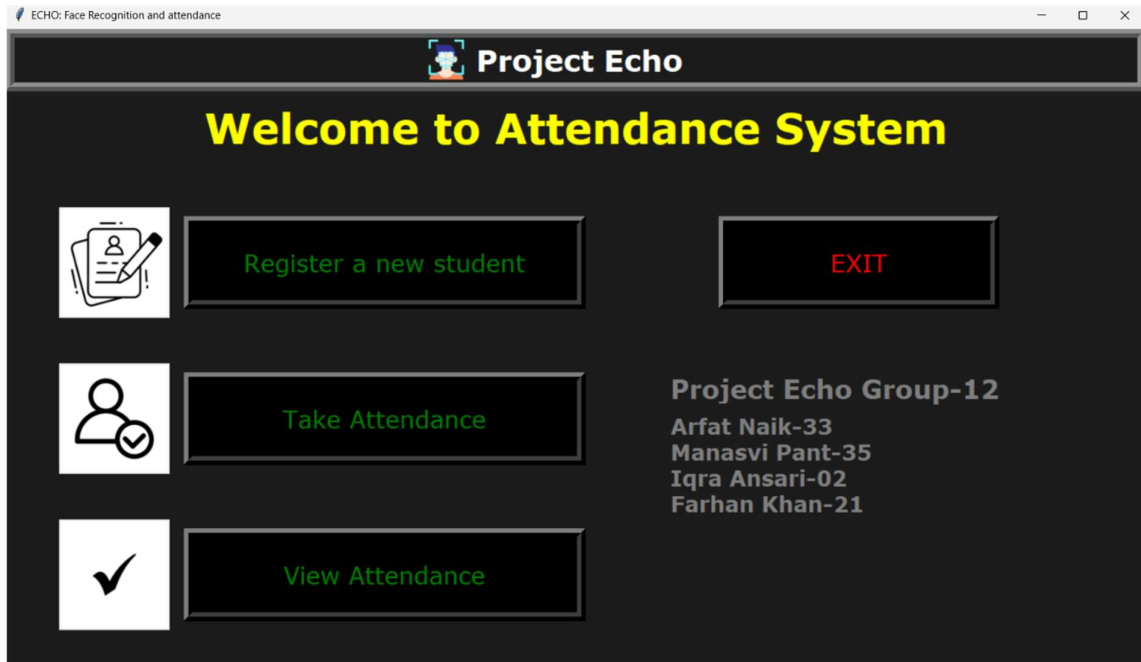 ECHO: Face Recognition and attendance
Project Echo
Welcome to Attendance System
Register a new student
EXIT
Take Attendance
Project Echo Group-12
Arfat Naik-33
Manasvi Pant-35
Iqra Ansari-02
Farhan Khan-21
View Attendance